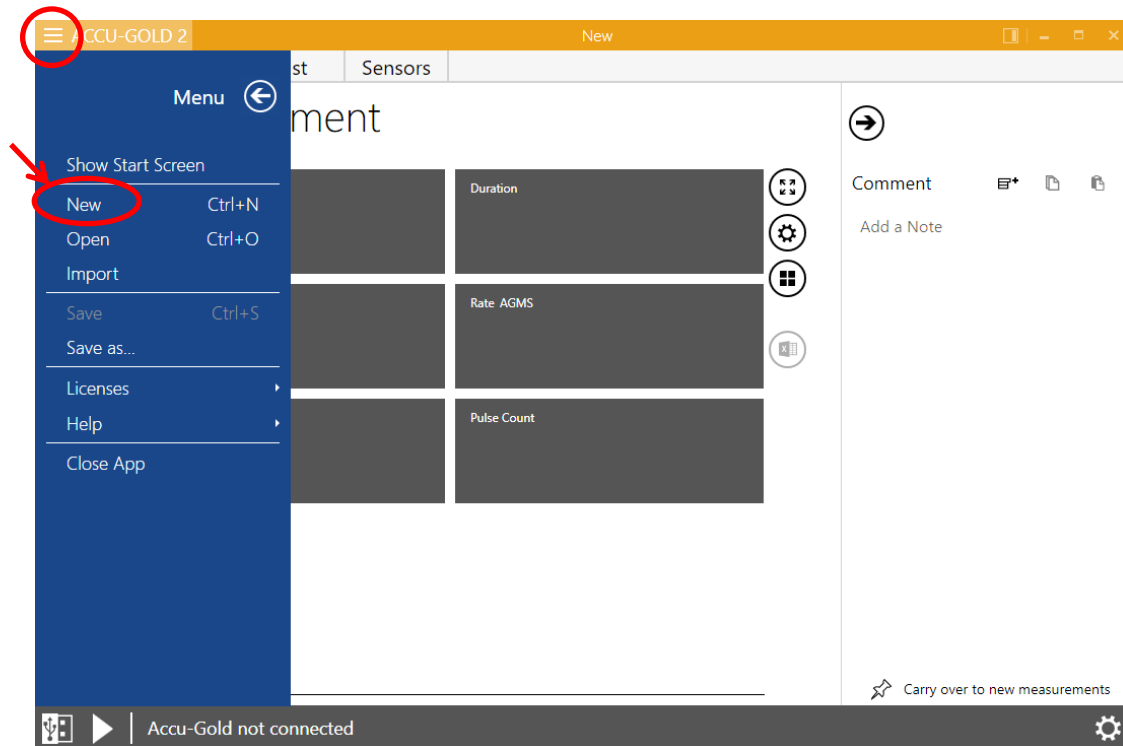 ACCU-GOLD 2
New
st
Sensors
Menu
ment
Show Start Screen
New Ctrl+N
Open Ctrl+O
Import
Save Ctrl+S
Save as...
Licenses
Help
Close App
Duration
Rate AGMS
Pulse Count
Comment
Add a Note
Carry over to new measurements
Accu-Gold not connected